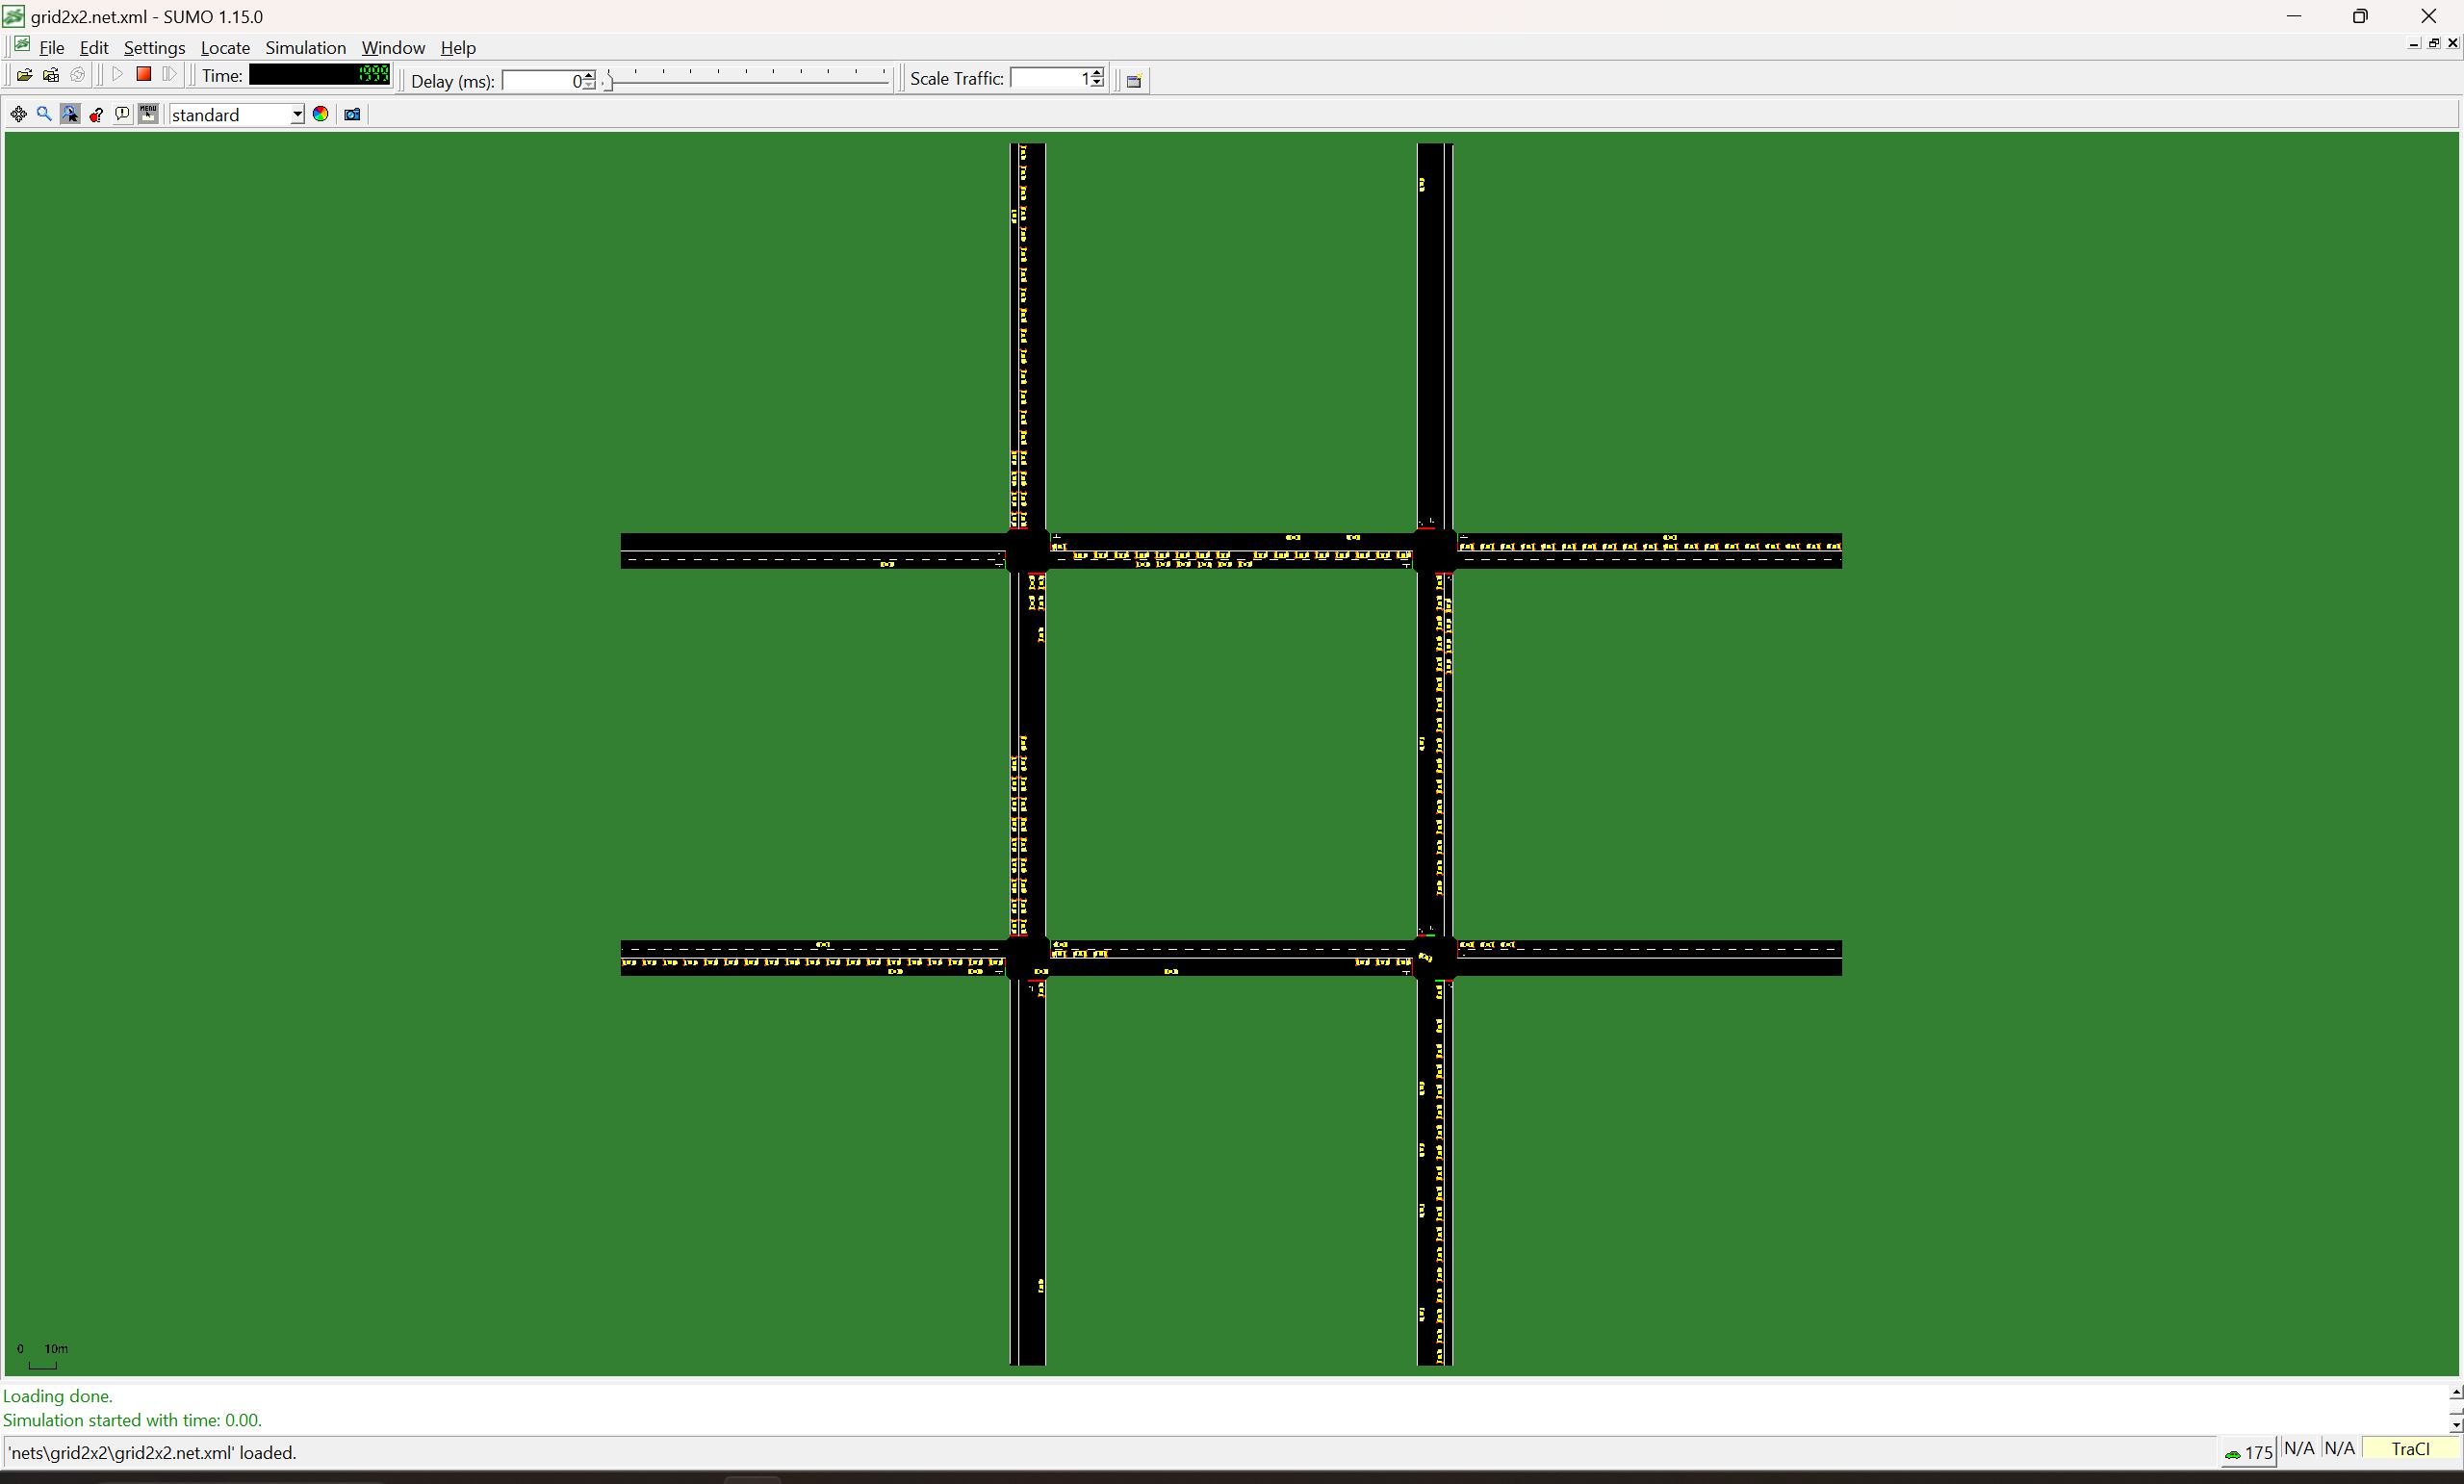 grid2x2.net.xml - SUMO 1.15.0
File Edit Settings Locate Simulation Window Help
Time: 1999 Delay (ms): 0 Scale Traffic: 1
MENU standard
0 10m
Loading done.
Simulation started with time: 0.00.
'nets\grid2x2\grid2x2.net.xml' loaded. 175 N/A N/A TraCI